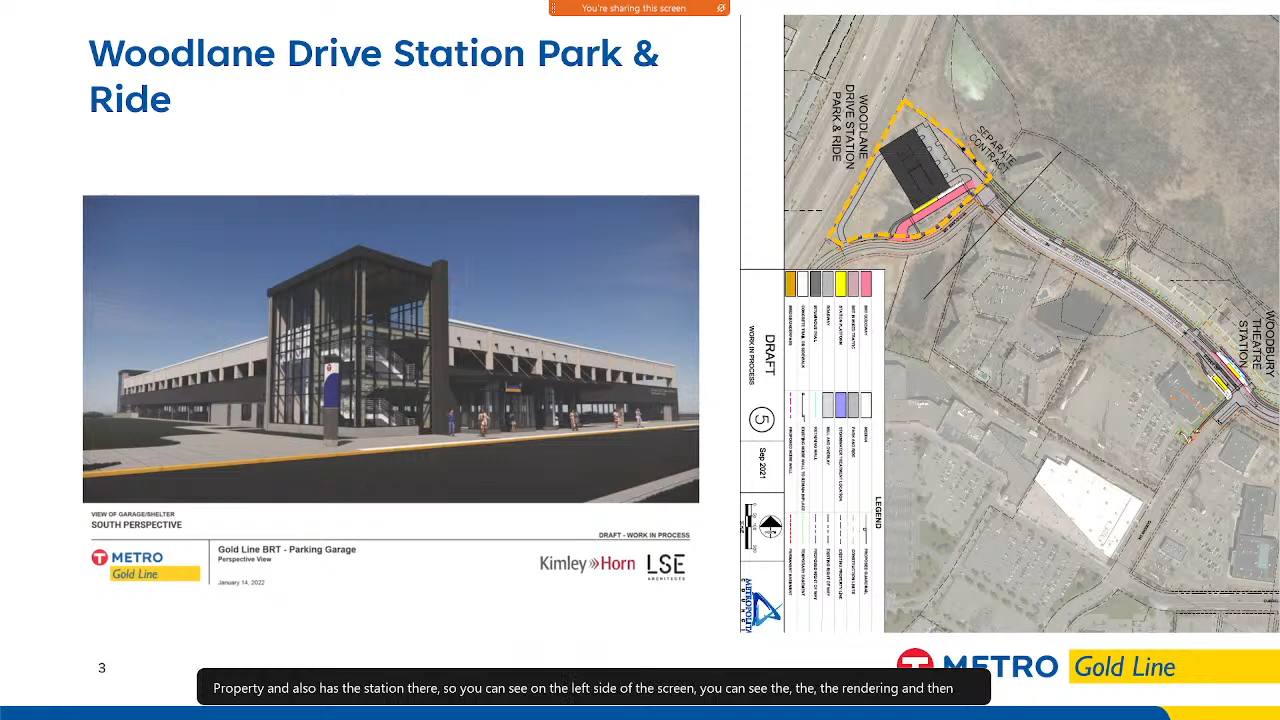 You're sharing this screen
Woodlane Drive Station Park &
Ride
WOODLANE
DRIVE STATION
PARK & RIDE
SEPARATE
CONTRACT
WOODBURY
THEATRE
STATION
DRAFT
WORK IN PROCESS
5
Sep 2021
LEGEND
VIEW OF GARAGE/SHELTER
SOUTH PERSPECTIVE
DRAFT - WORK IN PROCESS
T METRO
Gold Line
Gold Line BRT - Parking Garage
Perspective View
January 14, 2022
Kimley»Horn
LSE
ARCHITECTS
3
METRO Gold Line
Property and also has the station there, so you can see on the left side of the screen, you can see the, the, the rendering and then